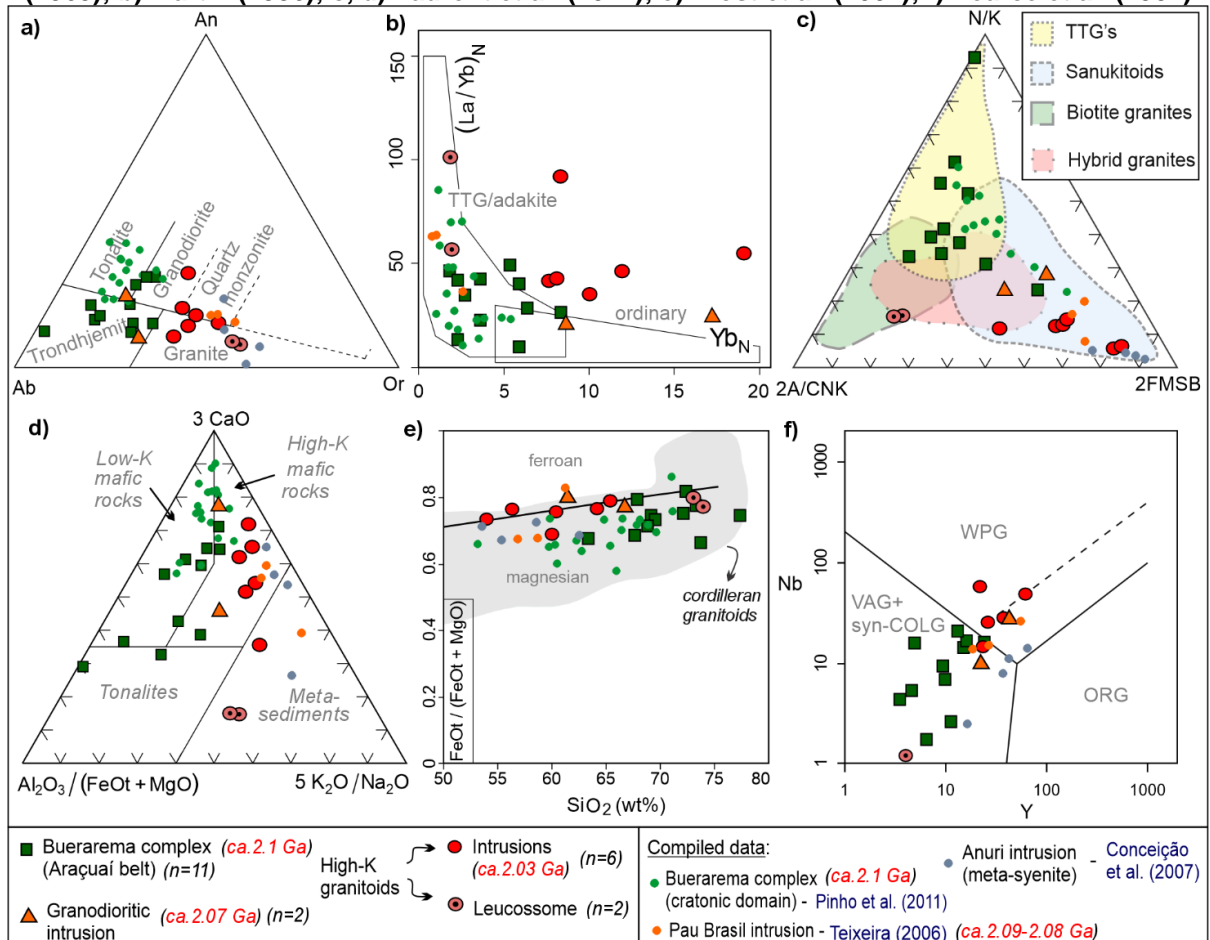 a)
An
Tonalite
Granodiorite
Quartz
monzonite
Trondhjemite
Granite
Ab
Or
b)
150
100
50
(La/Yb)N
TTG/adakite
ordinary
YbN
0
5
10
15
20
c)
N/K
TTG's
Sanukitoids
Biotite granites
Hybrid granites
2A/CNK
2FMSB
d)
3 CaO
Low-K
mafic
rocks
High-K
mafic
rocks
Tonalites
Meta-
sediments
Al2O3/(FeOt + MgO)
5 K2O/Na2O
e)
ferroan
magnesian
cordilleran
granitoids
FeOt / (FeOt + MgO)
0.8
0.6
0.4
0.2
0
50
55
60
65
70
75
80
SiO2 (wt%)
f)
1000
100
10
1
Nb
WPG
VAG+
syn-COLG
ORG
1
10
100
1000
Y
Buerarema complex (ca.2.1 Ga)
(Araçuaí belt) (n=11)
Granodioritic (ca.2.07 Ga) (n=2)
intrusion
High-K
granitoids
Intrusions (n=6)
(ca.2.03 Ga)
Leucossome (n=2)
Compiled data:
Buerarema complex (ca.2.1 Ga)
(cratonic domain) - Pinho et al. (2011)
Pau Brasil intrusion - Teixeira (2006) (ca.2.09-2.08 Ga)
Anuri intrusion - Conceição
(meta-syenite) et al. (2007)